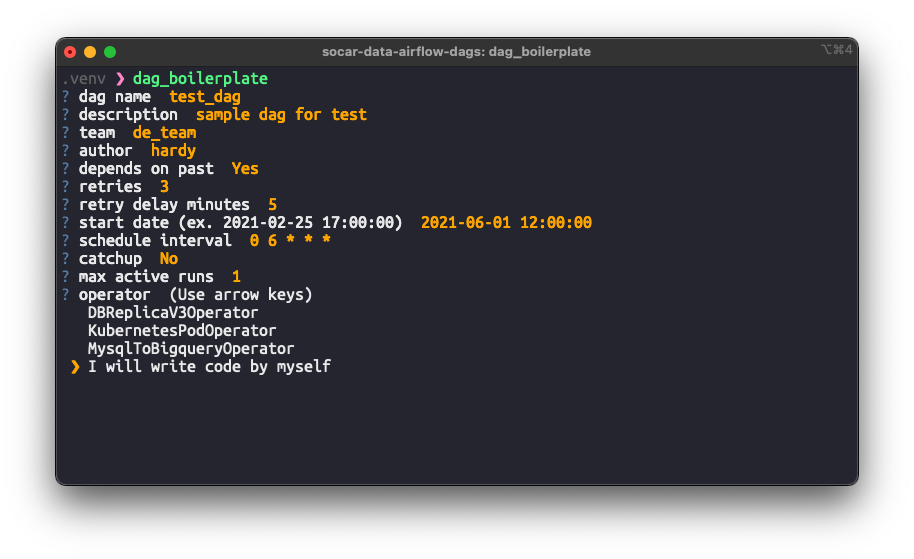 socar-data-airflow-dags: dag_boilerplate ⌥⌘4
.venv ❯ dag_boilerplate
? dag name test_dag
? description sample dag for test
? team de_team
? author hardy
? depends on past Yes
? retries 3
? retry delay minutes 5
? start date (ex. 2021-02-25 17:00:00) 2021-06-01 12:00:00
? schedule interval 0 6 * * *
? catchup No
? max active runs 1
? operator (Use arrow keys)
DBReplicaV3Operator
KubernetesPodOperator
MysqlToBigqueryOperator
❯ I will write code by myself